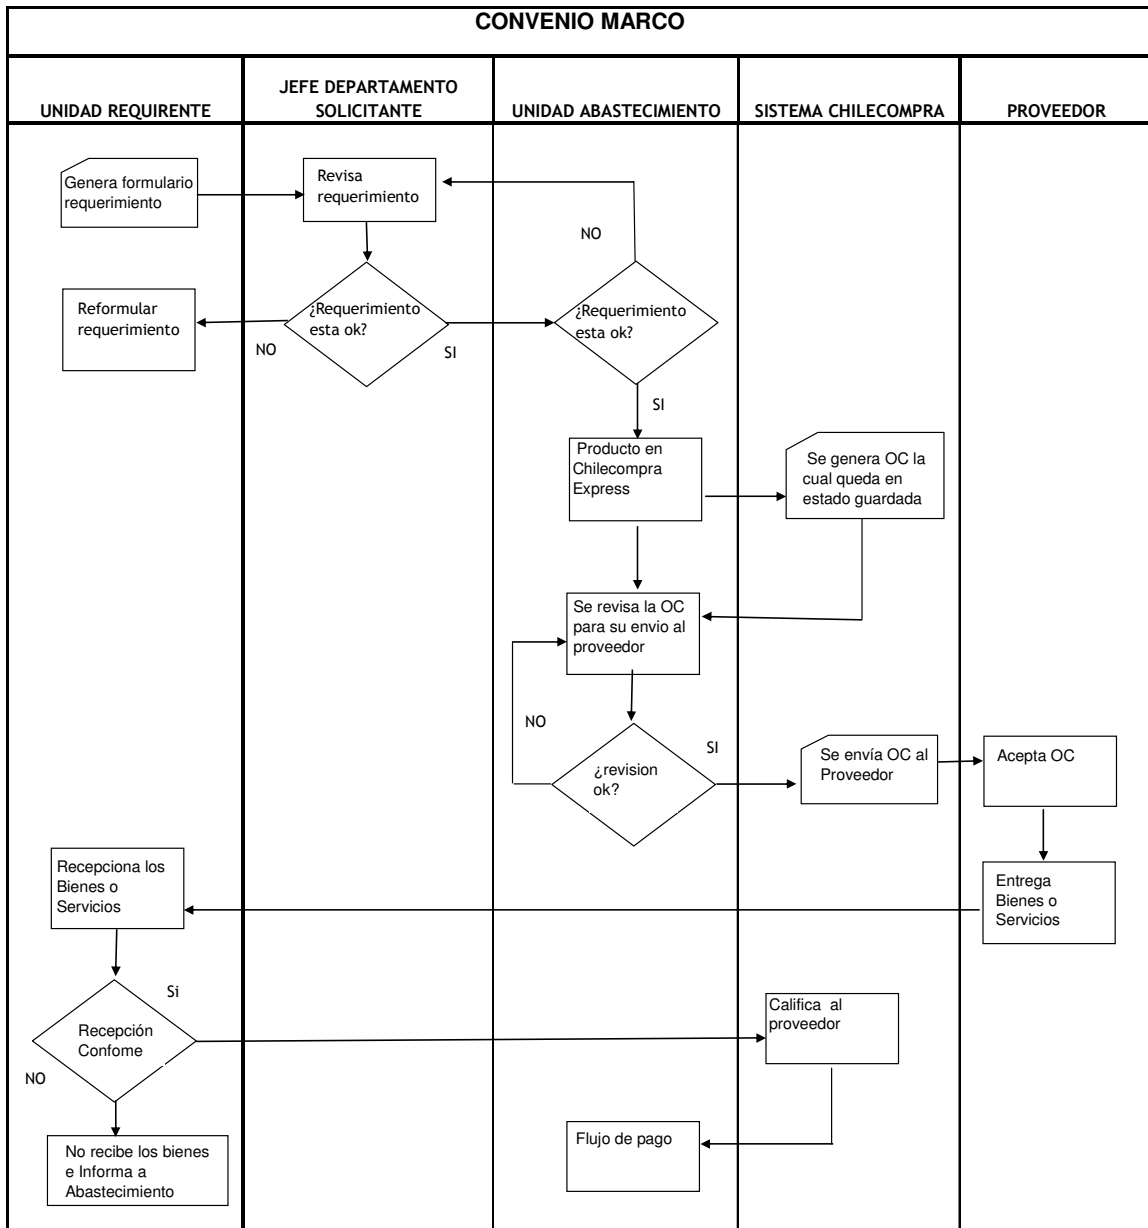 CONVENIO MARCO
UNIDAD REQUIRENTE
JEFE DEPARTAMENTO
SOLICITANTE
UNIDAD ABASTECIMIENTO
SISTEMA CHILECOMPRA
PROVEEDOR
Genera formulario
requerimiento
Revisa
requerimiento
NO
Reformular
requerimiento
¿Requerimiento
esta ok?
¿Requerimiento
esta ok?
NO
SI
SI
Producto en
Chilecompra
Express
Se genera OC la
cual queda en
estado guardada
Se revisa la OC
para su envio al
proveedor
NO
SI
¿revision
ok?
Se envía OC al
Proveedor
Acepta OC
Recepciona los
Bienes o
Servicios
Entrega
Bienes o
Servicios
Si
Recepción
Confome
NO
Califica al
proveedor
No recibe los bienes
e Informa a
Abastecimiento
Flujo de pago